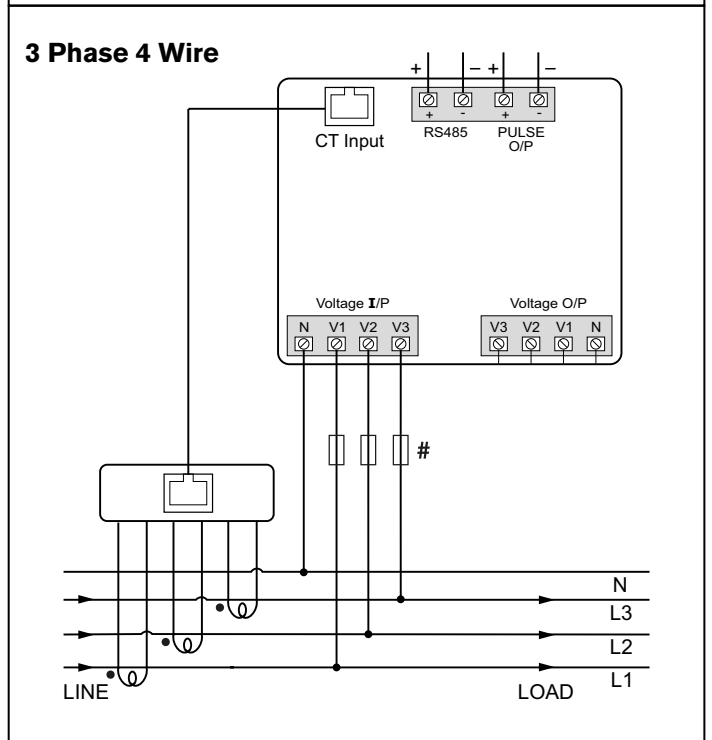 3 Phase 4 Wire
+ – + –
+ - + -
CT Input
RS485 PULSE
O/P
Voltage I/P Voltage O/P
N V1 V2 V3 V3 V2 V1 N
#
N
L3
L2
L1
LINE LOAD